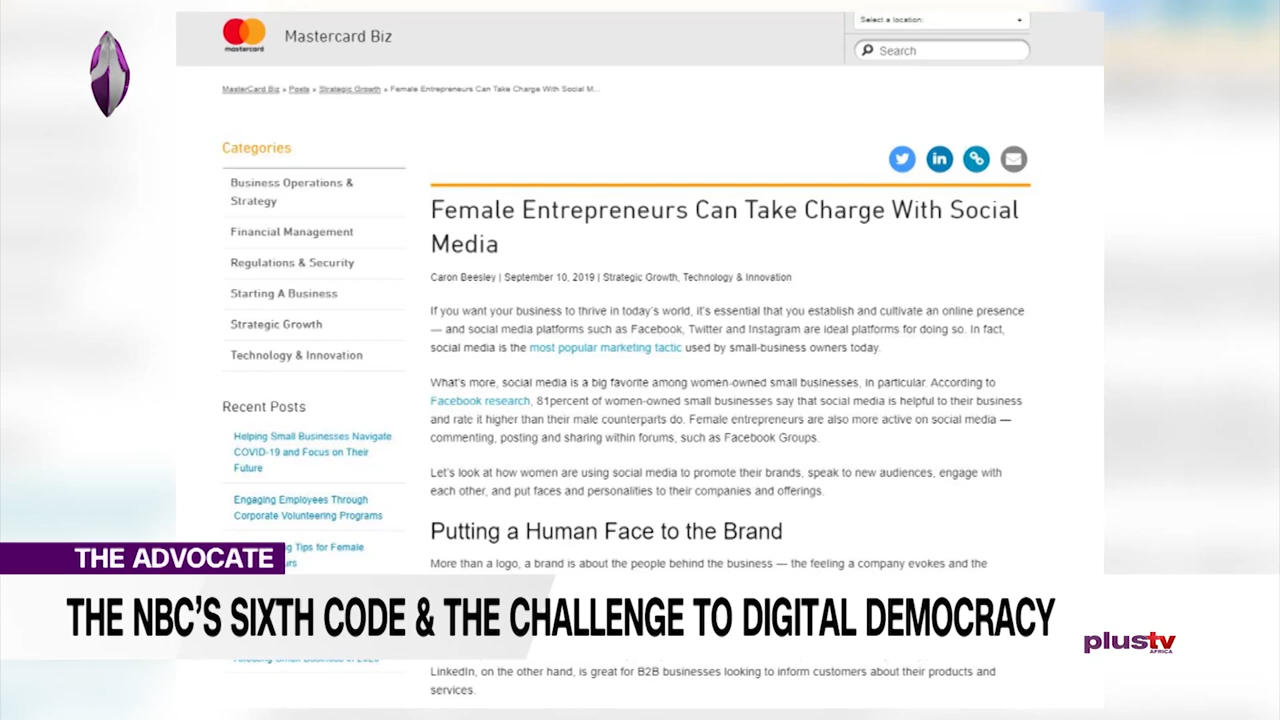 mastercard
Mastercard Biz
Select a location:
Search
MasterCard Biz » Posts » Strategic Growth » Female Entrepreneurs Can Take Charge With Social M...
Categories
Business Operations &
Strategy
Financial Management
Regulations & Security
Starting A Business
Strategic Growth
Technology & Innovation
Recent Posts
Helping Small Businesses Navigate
COVID-19 and Focus on Their
Future
Engaging Employees Through
Corporate Volunteering Programs
Tips for Female
in
Female Entrepreneurs Can Take Charge With Social
Media
Caron Beesley | September 10, 2019 | Strategic Growth, Technology & Innovation
If you want your business to thrive in today's world, it's essential that you establish and cultivate an online presence
— and social media platforms such as Facebook, Twitter and Instagram are ideal platforms for doing so. In fact,
social media is the most popular marketing tactic used by small-business owners today.
What's more, social media is a big favorite among women-owned small businesses, in particular. According to
Facebook research, 81percent of women-owned small businesses say that social media is helpful to their business
and rate it higher than their male counterparts do. Female entrepreneurs are also more active on social media —
commenting, posting and sharing within forums, such as Facebook Groups.
Let's look at how women are using social media to promote their brands, speak to new audiences, engage with
each other, and put faces and personalities to their companies and offerings.
Putting a Human Face to the Brand
More than a logo, a brand is about the people behind the business — the feeling a company evokes and the
THE ADVOCATE
THE NBC'S SIXTH CODE & THE CHALLENGE TO DIGITAL DEMOCRACY
plustv
AFRICA
LinkedIn, on the other hand, is great for B2B businesses looking to inform customers about their products and
services.